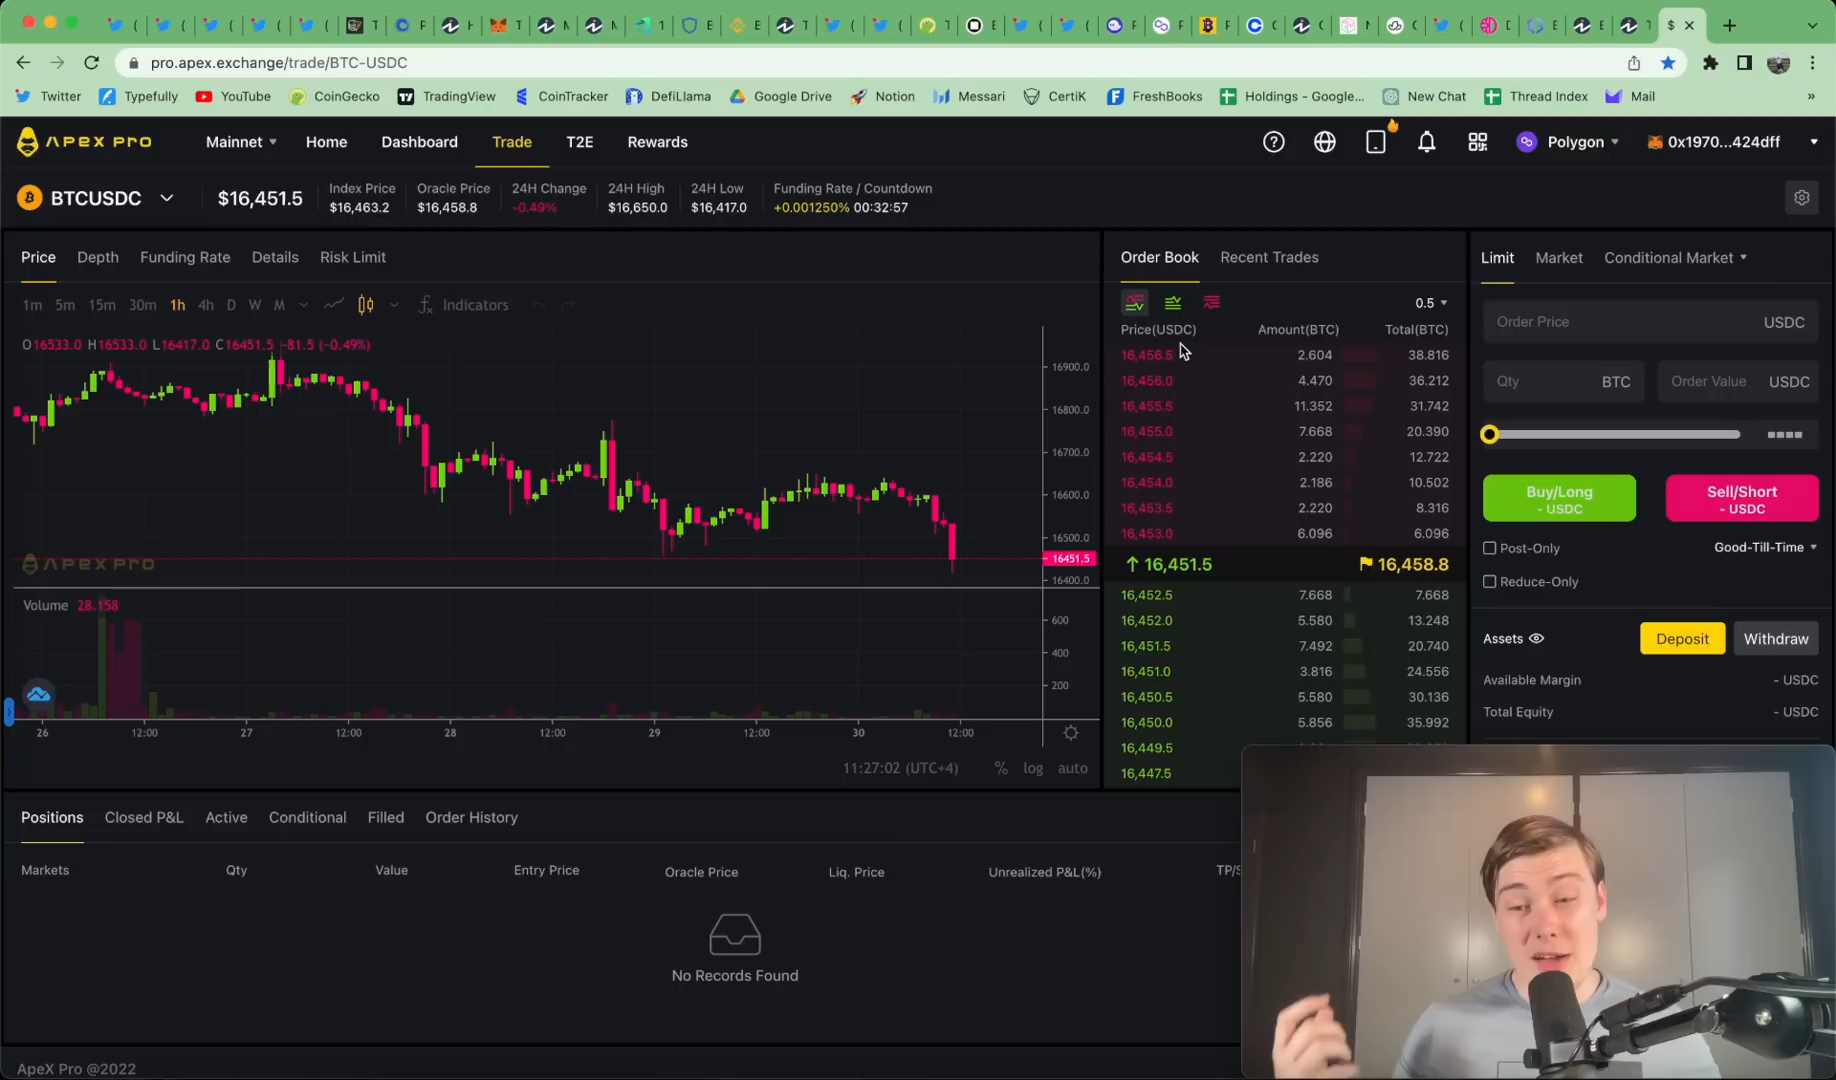 pro.apex.exchange/trade/BTC-USDC
Twitter Typefully YouTube CoinGecko TradingView CoinTracker DefiLlama Google Drive Notion Messari CertiK FreshBooks Holdings - Google... New Chat Thread Index Mail »
APEX PRO Mainnet Home Dashboard Trade T2E Rewards Polygon 0x1970...424dff
BTCUSDC $16,451.5
Index Price Oracle Price 24H Change 24H High 24H Low Funding Rate / Countdown
$16,463.2 $16,458.8 -0.49% $16,650.0 $16,417.0 +0.001250% 00:32:57
Price Depth Funding Rate Details Risk Limit
1m 5m 15m 30m 1h 4h D W M Indicators
O16533.0 H16533.0 L16417.0 C16451.5 -81.5 (-0.49%)
16900.0
16800.0
16700.0
16600.0
16500.0
16451.5
16400.0
APEX PRO
Volume 28.158
600
400
200
26 12:00 27 12:00 28 12:00 29 12:00 30 12:00
11:27:02 (UTC+4) % log auto
Order Book Recent Trades
0.5
Price(USDC) Amount(BTC) Total(BTC)
16,456.5 2.604 38.816
16,456.0 4.470 36.212
16,455.5 11.352 31.742
16,455.0 7.668 20.390
16,454.5 2.220 12.722
16,454.0 2.186 10.502
16,453.5 2.220 8.316
16,453.0 6.096 6.096
16,451.5 16,458.8
16,452.5 7.668 7.668
16,452.0 5.580 13.248
16,451.5 7.492 20.740
16,451.0 3.816 24.556
16,450.5 5.580 30.136
16,450.0 5.856 35.992
16,449.5
16,447.5
Limit Market Conditional Market
Order Price USDC
Qty BTC Order Value USDC
Buy/Long Sell/Short
- USDC - USDC
Post-Only Good-Till-Time
Reduce-Only
Assets Deposit Withdraw
Available Margin - USDC
Total Equity - USDC
Positions Closed P&L Active Conditional Filled Order History
Markets Qty Value Entry Price Oracle Price Liq. Price Unrealized P&L(%) TP/S
No Records Found
ApeX Pro @2022